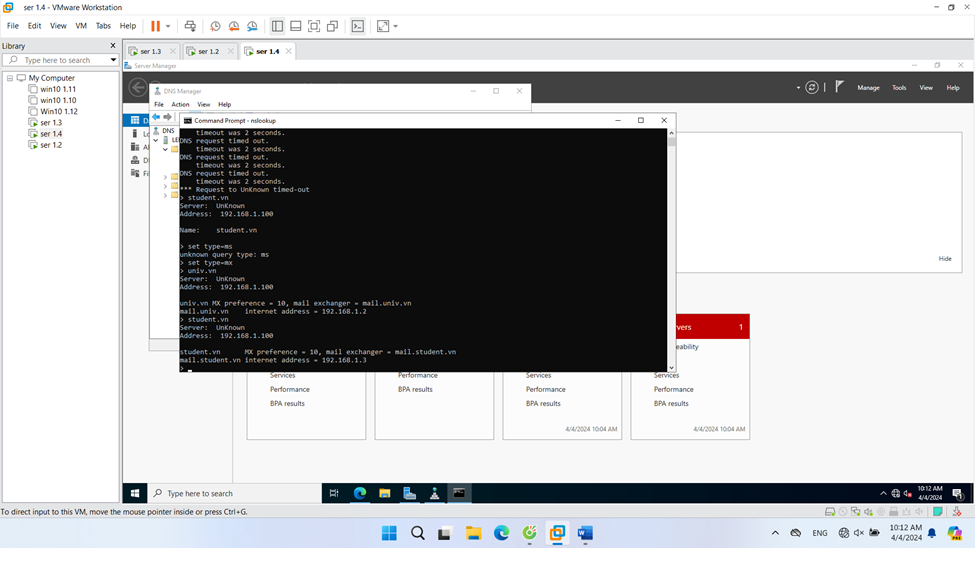 ser 1.4 - VMware Workstation
File Edit View VM Tabs Help
Library
Type here to search
My Computer
win10 1.11
win10 1.10
Win10 1.12
ser 1.3
ser 1.4
ser 1.2
ser 1.3
ser 1.2
ser 1.4
Server Manager
Manage Tools View Help
DNS Manager
File Action View Help
DNS
Command Prompt - nslookup
timeout was 2 seconds.
DNS request timed out.
timeout was 2 seconds.
DNS request timed out.
timeout was 2 seconds.
DNS request timed out.
timeout was 2 seconds.
*** Request to UnKnown timed-out
> student.vn
Server: UnKnown
Address: 192.168.1.100
Name: student.vn
> set type=ms
unknown query type: ms
> set type=mx
> univ.vn
Server: UnKnown
Address: 192.168.1.100
univ.vn MX preference = 10, mail exchanger = mail.univ.vn
mail.univ.vn internet address = 192.168.1.2
> student.vn
Server: UnKnown
Address: 192.168.1.100
student.vn MX preference = 10, mail exchanger = mail.student.vn
mail.student.vn internet address = 192.168.1.3
>
Hide
vers 1
eability
Services
Performance
BPA results
Performance
BPA results
Services
Performance
BPA results
4/4/2024 10:04 AM
Services
Performance
BPA results
4/4/2024 10:04 AM
Type here to search
10:12 AM
4/4/2024
To direct input to this VM, move the mouse pointer inside or press Ctrl+G.
ENG
10:12 AM
4/4/2024